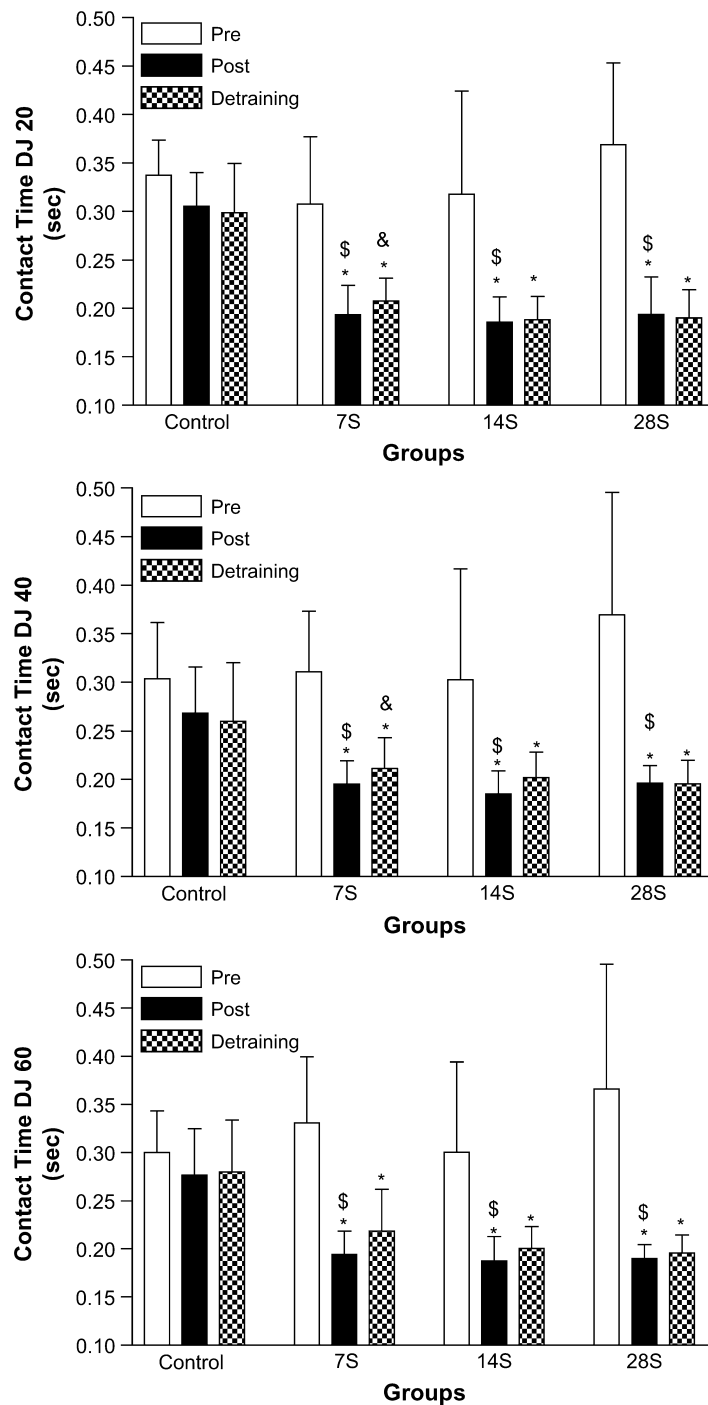 Contact Time DJ 20
(sec)
0.50
0.45
0.40
0.35
0.30
0.25
0.20
0.15
0.10
Pre
Post
Detraining
$
*
&
*
$
*
*
$
*
*
Control
7S
14S
28S
Groups
Contact Time DJ 40
(sec)
0.50
0.45
0.40
0.35
0.30
0.25
0.20
0.15
0.10
Pre
Post
Detraining
$
*
&
*
$
*
*
$
*
*
Control
7S
14S
28S
Groups
Contact Time DJ 60
(sec)
0.50
0.45
0.40
0.35
0.30
0.25
0.20
0.15
0.10
Pre
Post
Detraining
$
*
*
$
*
*
$
*
*
Control
7S
14S
28S
Groups